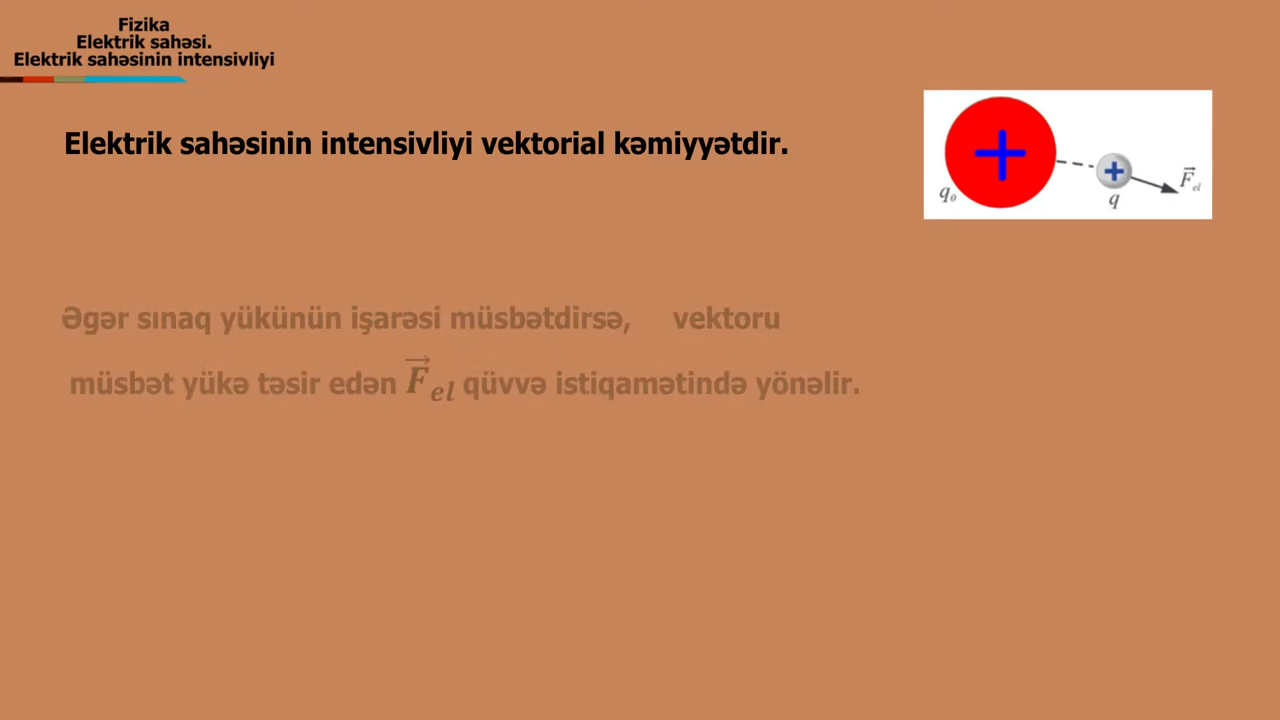 Fizika
Elektrik sahəsi.
Elektrik sahəsinin intensivliyi
Elektrik sahəsinin intensivliyi vektorial kəmiyyətdir.
+
q₀
+
q
F⃗el
Əgər sınaq yükünün işarəsi müsbətdirsə, vektoru
müsbət yükə təsir edən F⃗el qüvvə istiqamətində yönəlir.